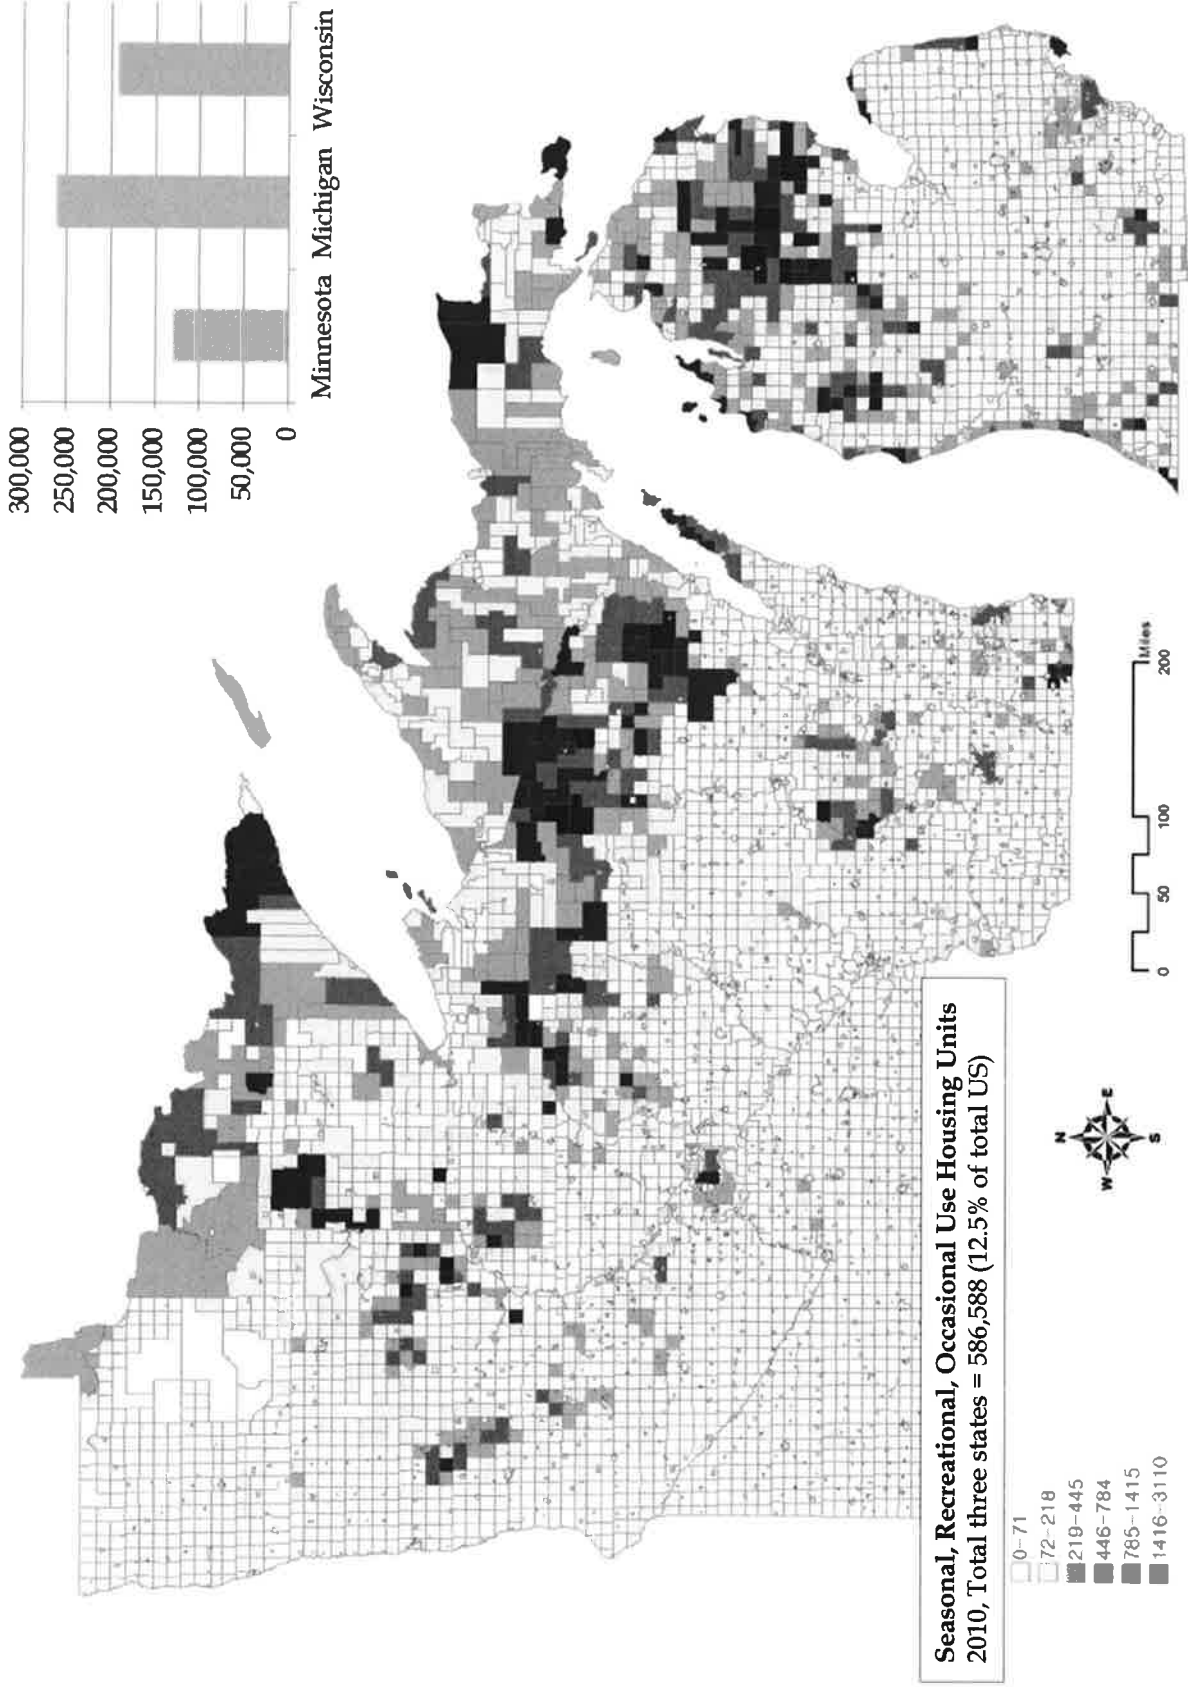 300,000
250,000
200,000
150,000
100,000
50,000
0
Minnesota Michigan Wisconsin
Seasonal, Recreational, Occasional Use Housing Units
2010, Total three states = 586,588 (12.5% of total US)
0-71
72-218
219-445
446-784
785-1415
1416-3110
N
W E
S
Miles
0 50 100 200